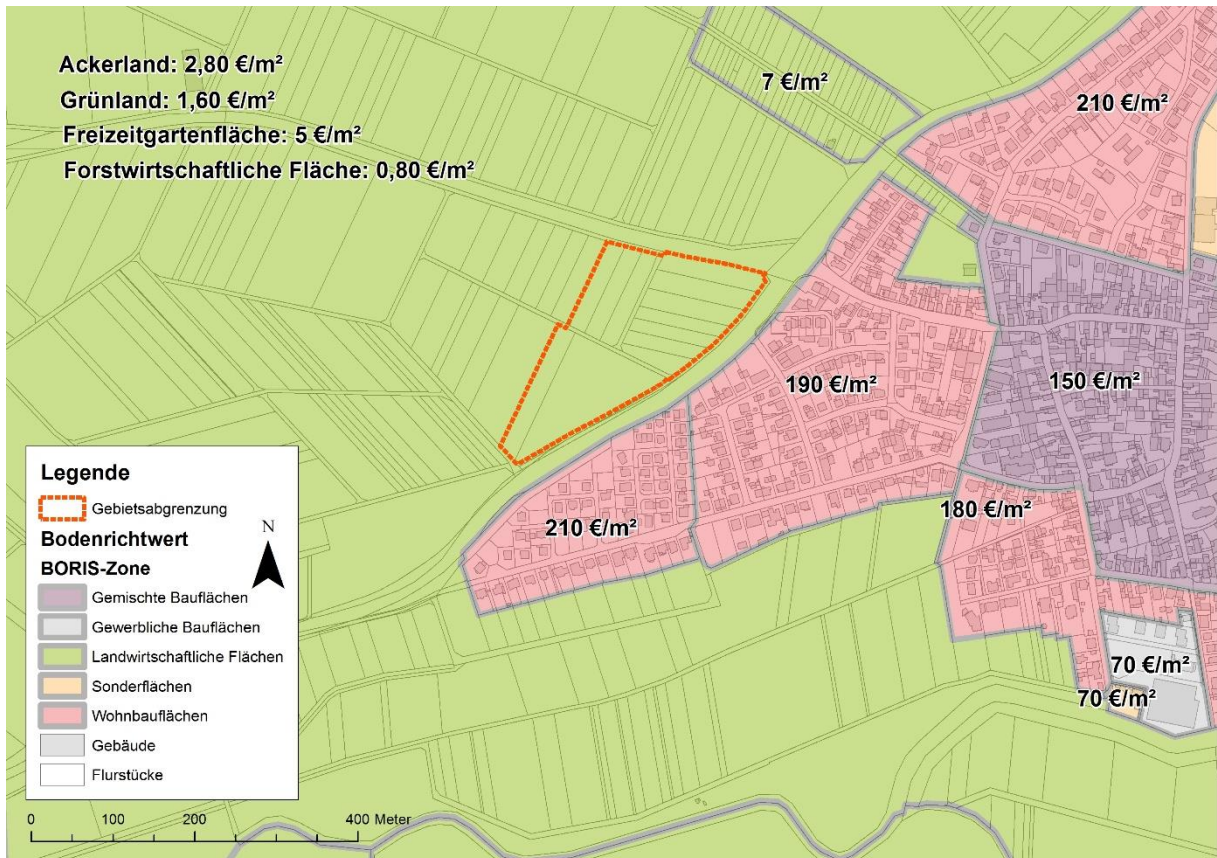 Ackerland: 2,80 €/m²
Grünland: 1,60 €/m²
Freizeitgartenfläche: 5 €/m²
Forstwirtschaftliche Fläche: 0,80 €/m²
7 €/m²
210 €/m²
190 €/m²
150 €/m²
210 €/m²
180 €/m²
70 €/m²
70 €/m²
Legende
Gebietsabgrenzung
N
Bodenrichtwert
BORIS-Zone
Gemischte Bauflächen
Gewerbliche Bauflächen
Landwirtschaftliche Flächen
Sonderflächen
Wohnbauflächen
Gebäude
Flurstücke
0 100 200 400 Meter